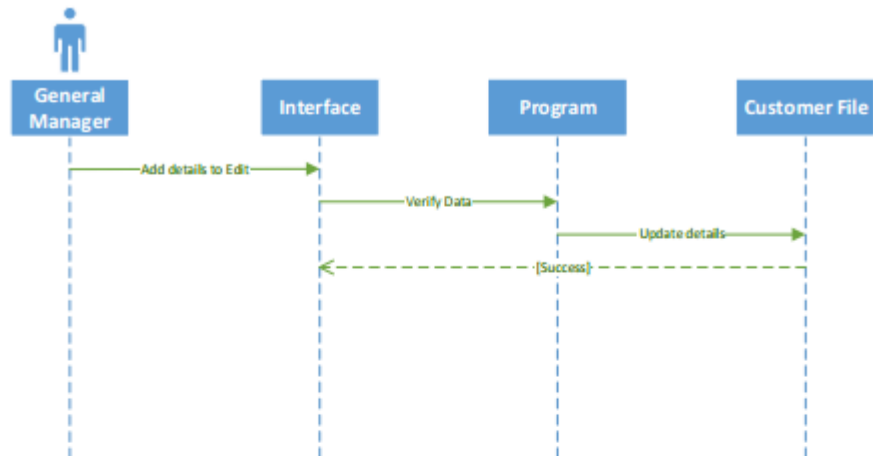 General
Manager
Interface
Program
Customer File
Add details to Edit
Verify Data
Update details
[Success]